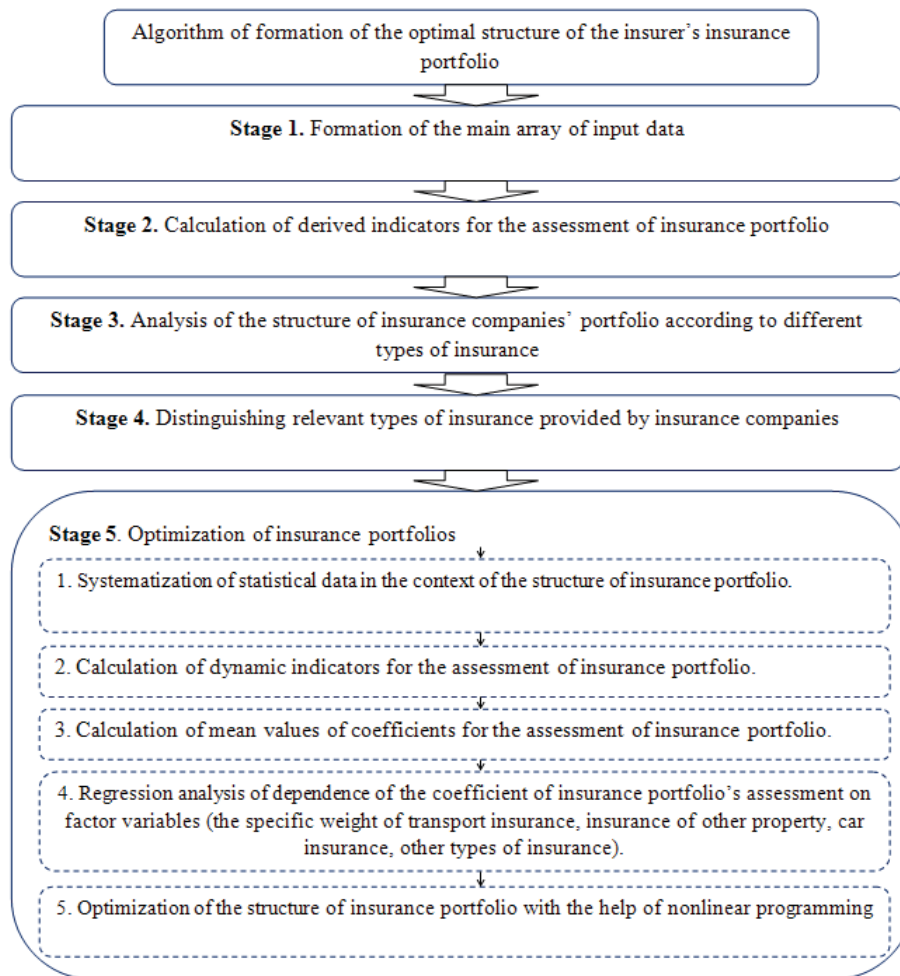 Algorithm of formation of the optimal structure of the insurer's insurance
portfolio
Stage 1. Formation of the main array of input data
Stage 2. Calculation of derived indicators for the assessment of insurance portfolio
Stage 3. Analysis of the structure of insurance companies' portfolio according to different
types of insurance
Stage 4. Distinguishing relevant types of insurance provided by insurance companies
Stage 5. Optimization of insurance portfolios
1. Systematization of statistical data in the context of the structure of insurance portfolio.
2. Calculation of dynamic indicators for the assessment of insurance portfolio.
3. Calculation of mean values of coefficients for the assessment of insurance portfolio.
4. Regression analysis of dependence of the coefficient of insurance portfolio's assessment on
factor variables (the specific weight of transport insurance, insurance of other property, car
insurance, other types of insurance).
5. Optimization of the structure of insurance portfolio with the help of nonlinear programming